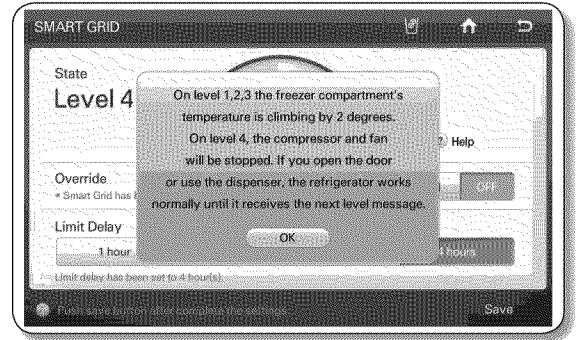 SMART GRID
State
Level 4
On level 1,2,3 the freezer compartment's
temperature is climbing by 2 degrees.
On level 4, the compressor and fan
will be stopped. If you open the door
or use the dispenser, the refrigerator works
normally until it receives the next level message.
OK
? Help
Override
* Smart Grid has
OFF
Limit Delay
1 hour
4 hours
Limit delay has been set to 4 hour(s).
Push save button after complete the settings.
Save